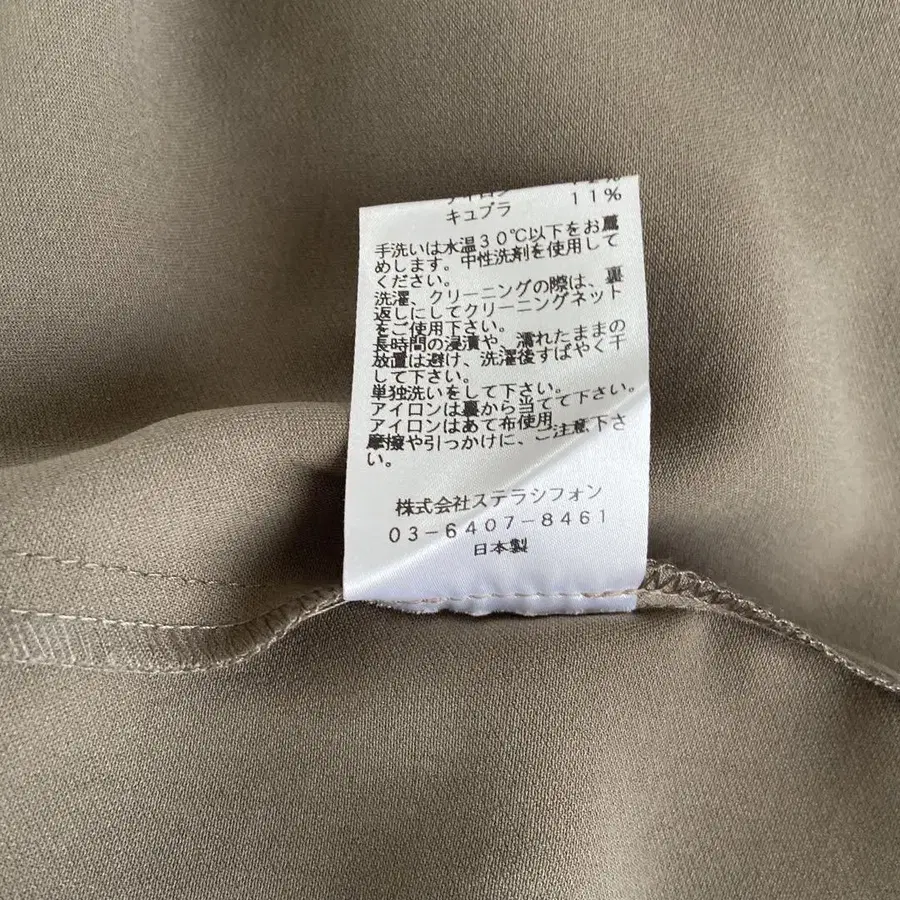 キュプラ 11%
手洗いは水温30℃以下をお薦
めします。中性洗剤を使用して
ください。
洗濯、クリーニングの際は、裏
返しにしてクリーニングネット
をご使用下さい。
長時間の浸漬や、濡れたままの
放置は避け、洗濯後すばやく干
して下さい。
単独洗いをして下さい。
アイロンは裏から当てて下さい。
アイロンはあて布使用
摩擦や引っかけに、ご注意下さ
い。
株式会社ステラシフォン
03-6407-8461
日本製